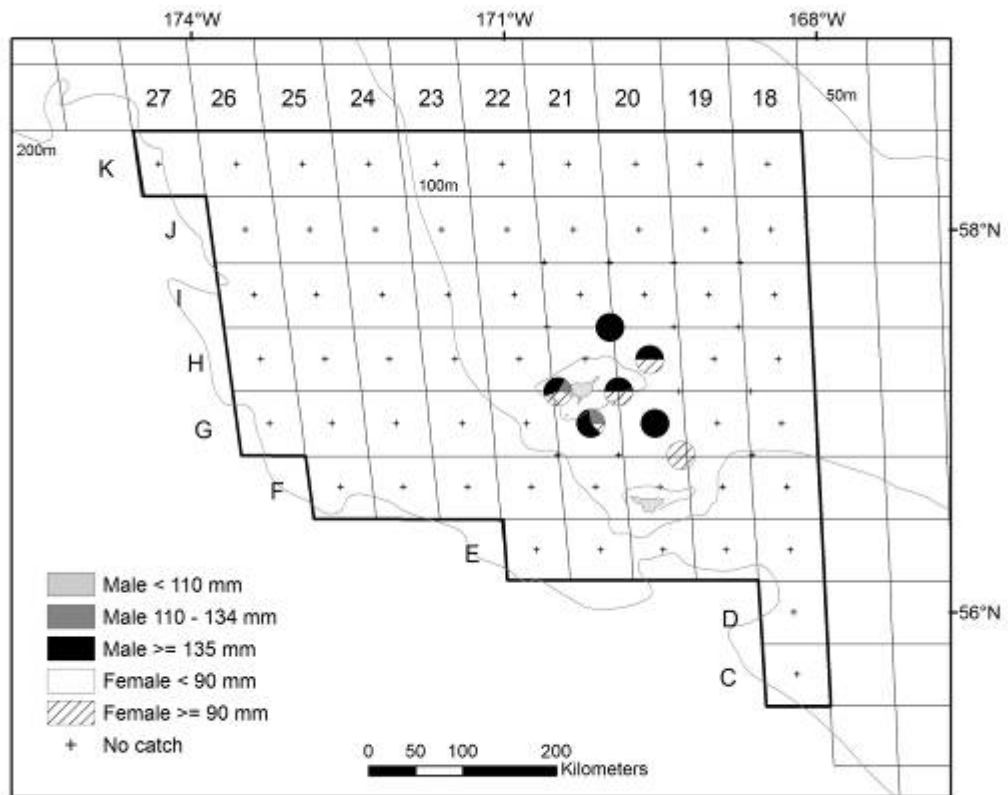 174°W 171°W 168°W
27 26 25 24 23 22 21 20 19 18
50m
200m
K
100m
J
58°N
I
H
G
F
E
Male < 110 mm
Male 110 - 134 mm
D
56°N
Male >= 135 mm
Female < 90 mm
C
Female >= 90 mm
No catch
0 50 100 200
Kilometers